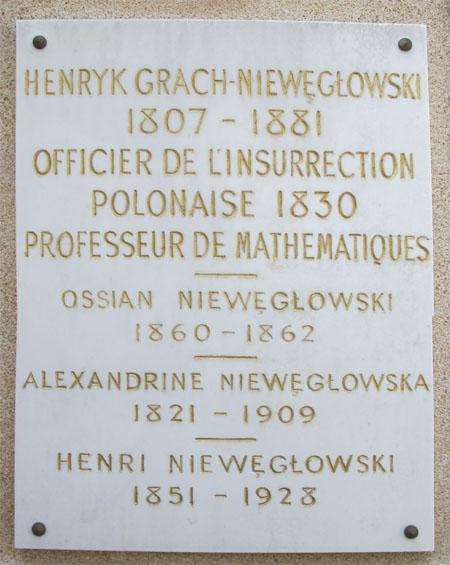 HENRYK GRACH-NIEWĘGŁOWSKI
1807 - 1881
OFFICIER DE L'INSURRECTION
POLONAISE 1830
PROFESSEUR DE MATHEMATIQUES
OSSIAN NIEWĘGŁOWSKI
1860 - 1862
ALEXANDRINE NIEWĘGŁOWSKA
1821 - 1909
HENRI NIEWĘGŁOWSKI
1851 - 1928